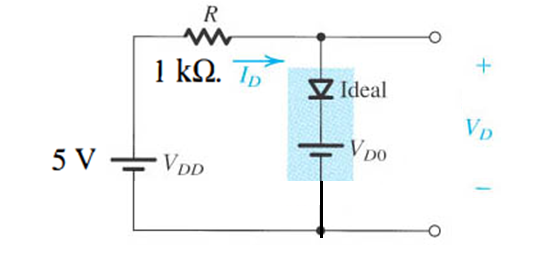 R
1 kΩ. I_D
Ideal
+
V_D
−
5 V
V_DD
V_D0